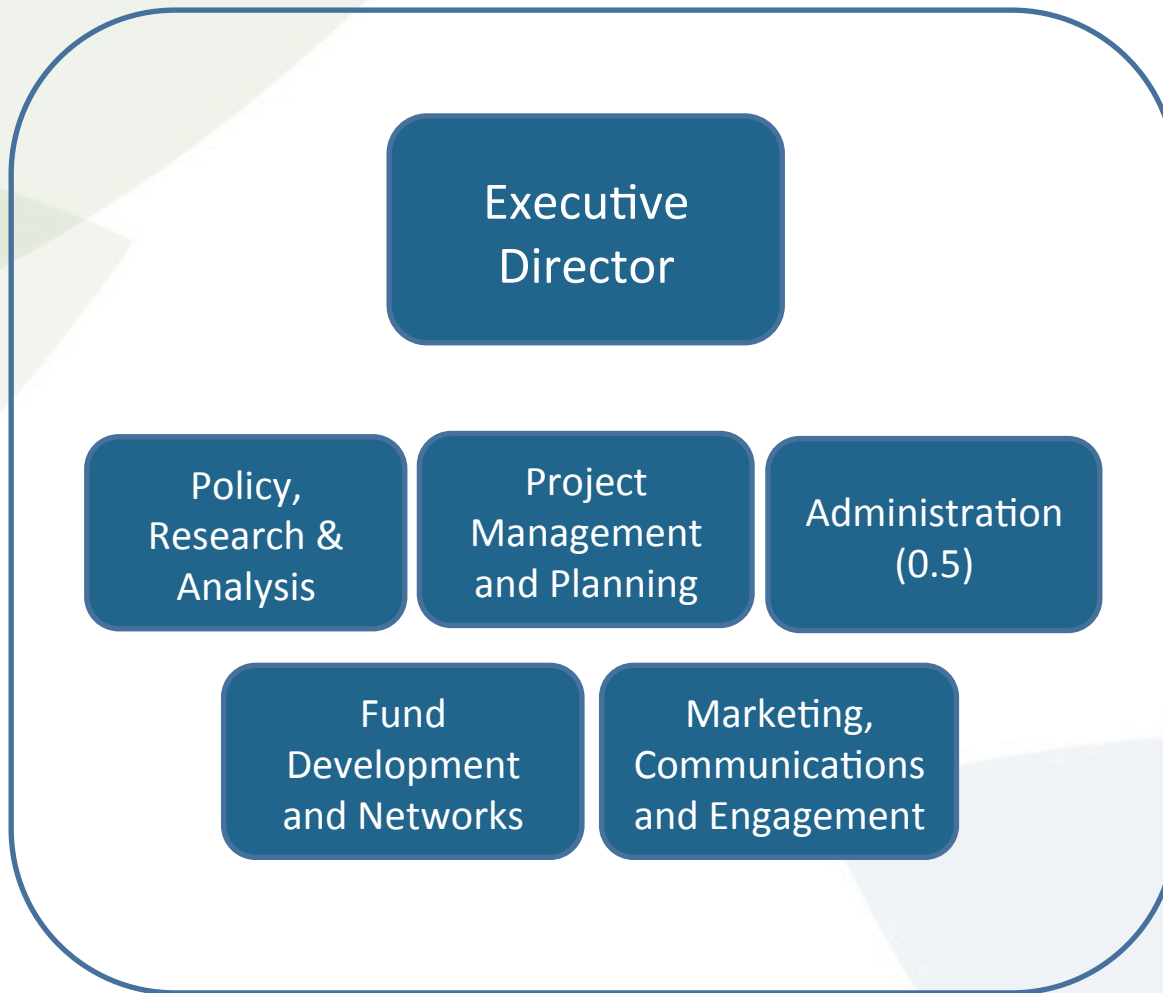 Executive
Director
Policy,
Research &
Analysis
Project
Management
and Planning
Administration
(0.5)
Fund
Development
and Networks
Marketing,
Communications
and Engagement